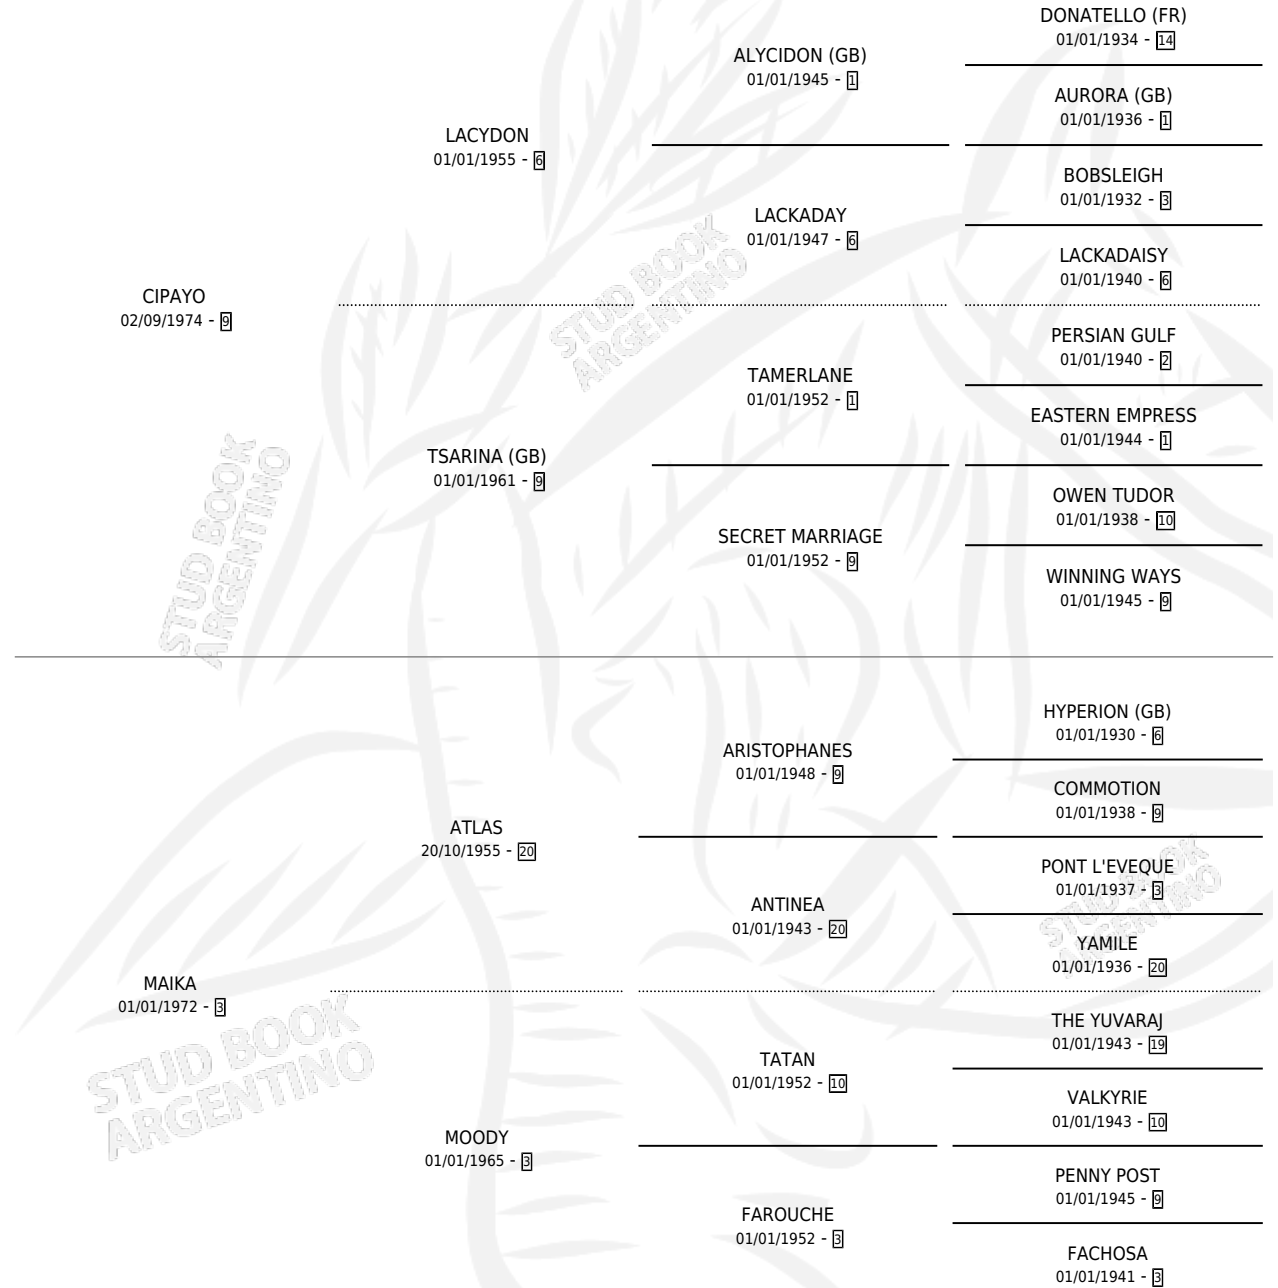 DONATELLO (FR)
01/01/1934 - 14
ALYCIDON (GB)
01/01/1945 - 1
AURORA (GB)
01/01/1936 - 1
LACYDON
01/01/1955 - 6
BOBSLEIGH
01/01/1932 - 3
LACKADAY
01/01/1947 - 6
LACKADAISY
01/01/1940 - 6
CIPAYO
02/09/1974 - 9
PERSIAN GULF
01/01/1940 - 2
TAMERLANE
01/01/1952 - 1
EASTERN EMPRESS
01/01/1944 - 1
TSARINA (GB)
01/01/1961 - 9
OWEN TUDOR
01/01/1938 - 10
SECRET MARRIAGE
01/01/1952 - 9
WINNING WAYS
01/01/1945 - 9
HYPERION (GB)
01/01/1930 - 6
ARISTOPHANES
01/01/1948 - 9
COMMOTION
01/01/1938 - 9
ATLAS
20/10/1955 - 20
PONT L'EVEQUE
01/01/1937 - 3
ANTINEA
01/01/1943 - 20
YAMILE
01/01/1936 - 20
MAIKA
01/01/1972 - 3
THE YUVARAJ
01/01/1943 - 19
TATAN
01/01/1952 - 10
VALKYRIE
01/01/1943 - 10
MOODY
01/01/1965 - 3
PENNY POST
01/01/1945 - 9
FAROUCHE
01/01/1952 - 3
FACHOSA
01/01/1941 - 3
STUD BOOK
ARGENTINO
STUD BOOK
ARGENTINO
STUD BOOK
ARGENTINO
STUD BOOK
ARGENTINO